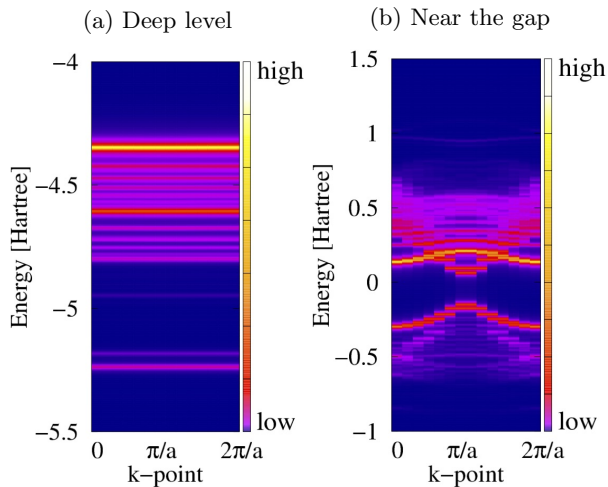 (a) Deep level
(b) Near the gap
−4
−4.5
−5
−5.5
Energy [Hartree]
0 π/a 2π/a
k−point
high
low
1.5
1
0.5
0
−0.5
−1
Energy [Hartree]
0 π/a 2π/a
k−point
high
low